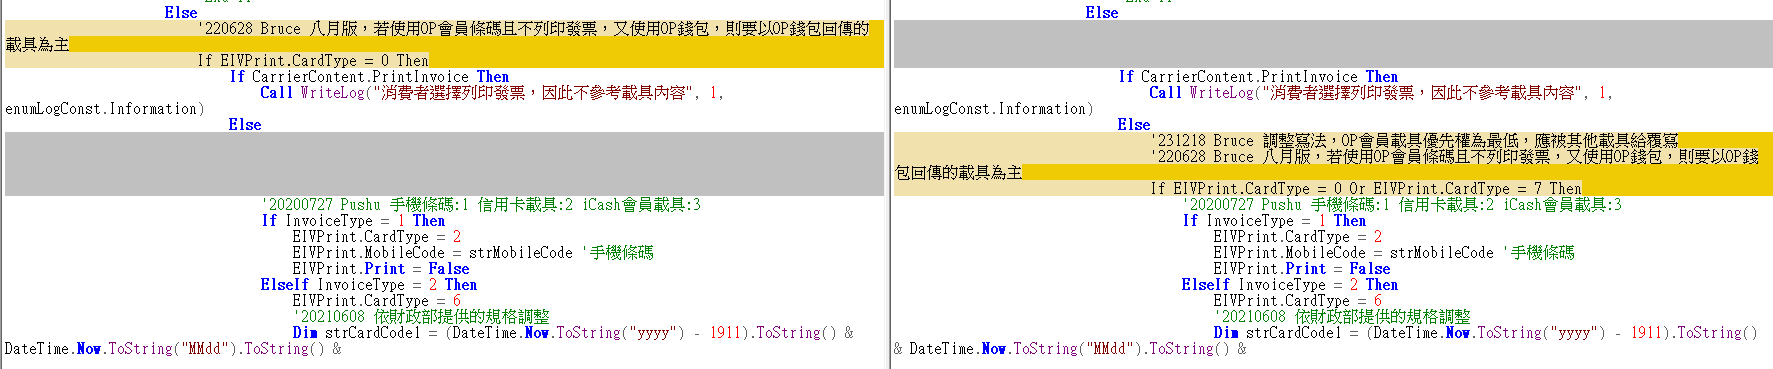 Else
'220628 Bruce 八月版，若使用OP會員條碼且不列印發票，又使用OP錢包，則要以OP錢包回傳的
載具為主
If EIVPrint.CardType = 0 Then
If CarrierContent.PrintInvoice Then
Call WriteLog("消費者選擇列印發票，因此不參考載具內容", 1,
enumLogConst.Information)
Else
'20200727 Pushu 手機條碼:1 信用卡載具:2 iCash會員載具:3
If InvoiceType = 1 Then
EIVPrint.CardType = 2
EIVPrint.MobileCode = strMobileCode '手機條碼
EIVPrint.Print = False
ElseIf InvoiceType = 2 Then
EIVPrint.CardType = 6
'20210608 依財政部提供的規格調整
Dim strCardCode1 = (DateTime.Now.ToString("yyyy") - 1911).ToString() &
DateTime.Now.ToString("MMdd").ToString() &
Else
If CarrierContent.PrintInvoice Then
Call WriteLog("消費者選擇列印發票，因此不參考載具內容", 1,
enumLogConst.Information)
Else
'231218 Bruce 調整寫法，OP會員載具優先權為最低，應被其他載具給覆寫
'220628 Bruce 八月版，若使用OP會員條碼且不列印發票，又使用OP錢包，則要以OP錢
包回傳的載具為主
If EIVPrint.CardType = 0 Or EIVPrint.CardType = 7 Then
'20200727 Pushu 手機條碼:1 信用卡載具:2 iCash會員載具:3
If InvoiceType = 1 Then
EIVPrint.CardType = 2
EIVPrint.MobileCode = strMobileCode '手機條碼
EIVPrint.Print = False
ElseIf InvoiceType = 2 Then
EIVPrint.CardType = 6
'20210608 依財政部提供的規格調整
Dim strCardCode1 = (DateTime.Now.ToString("yyyy") - 1911).ToString()
& DateTime.Now.ToString("MMdd").ToString() &